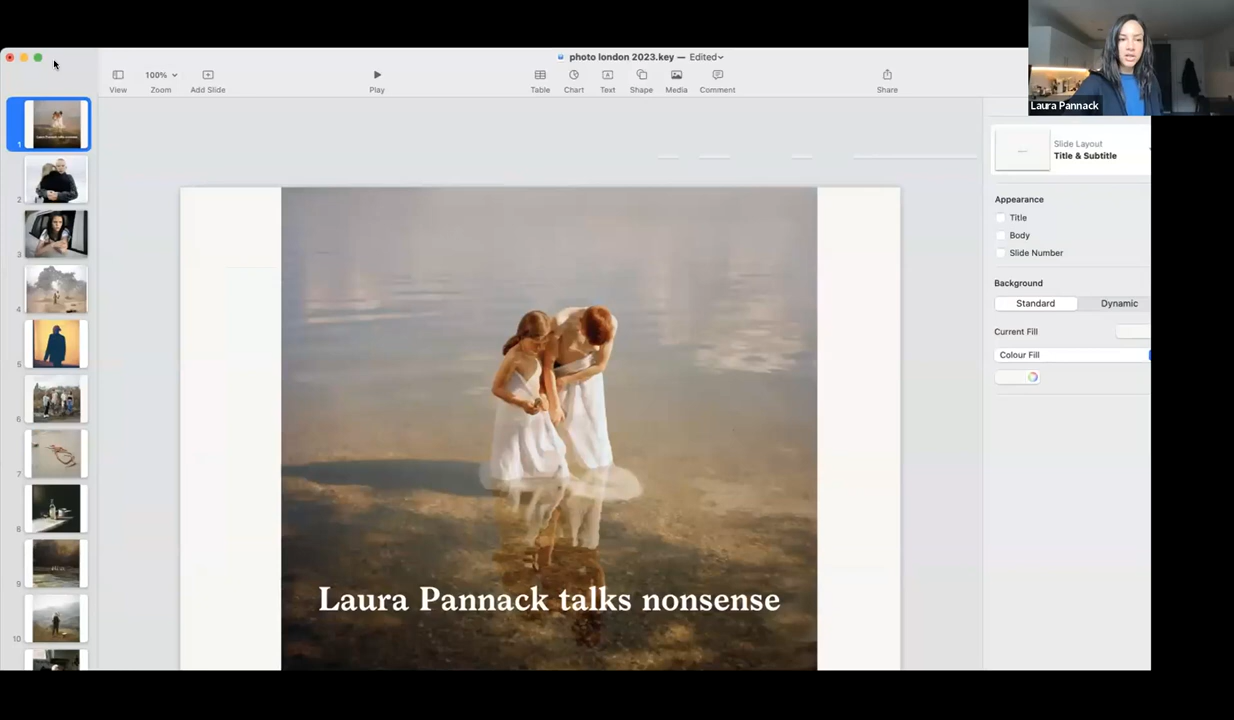 photo london 2023.key — Edited
View
100%
Zoom
Add Slide
Play
Table
Chart
Text
Shape
Media
Comment
Share
Laura Pannack
Slide Layout
Title & Subtitle
Appearance
Title
Body
Slide Number
Background
Standard
Dynamic
Current Fill
Colour Fill
1
2
3
4
5
6
7
8
9
10
Laura Pannack talks nonsense